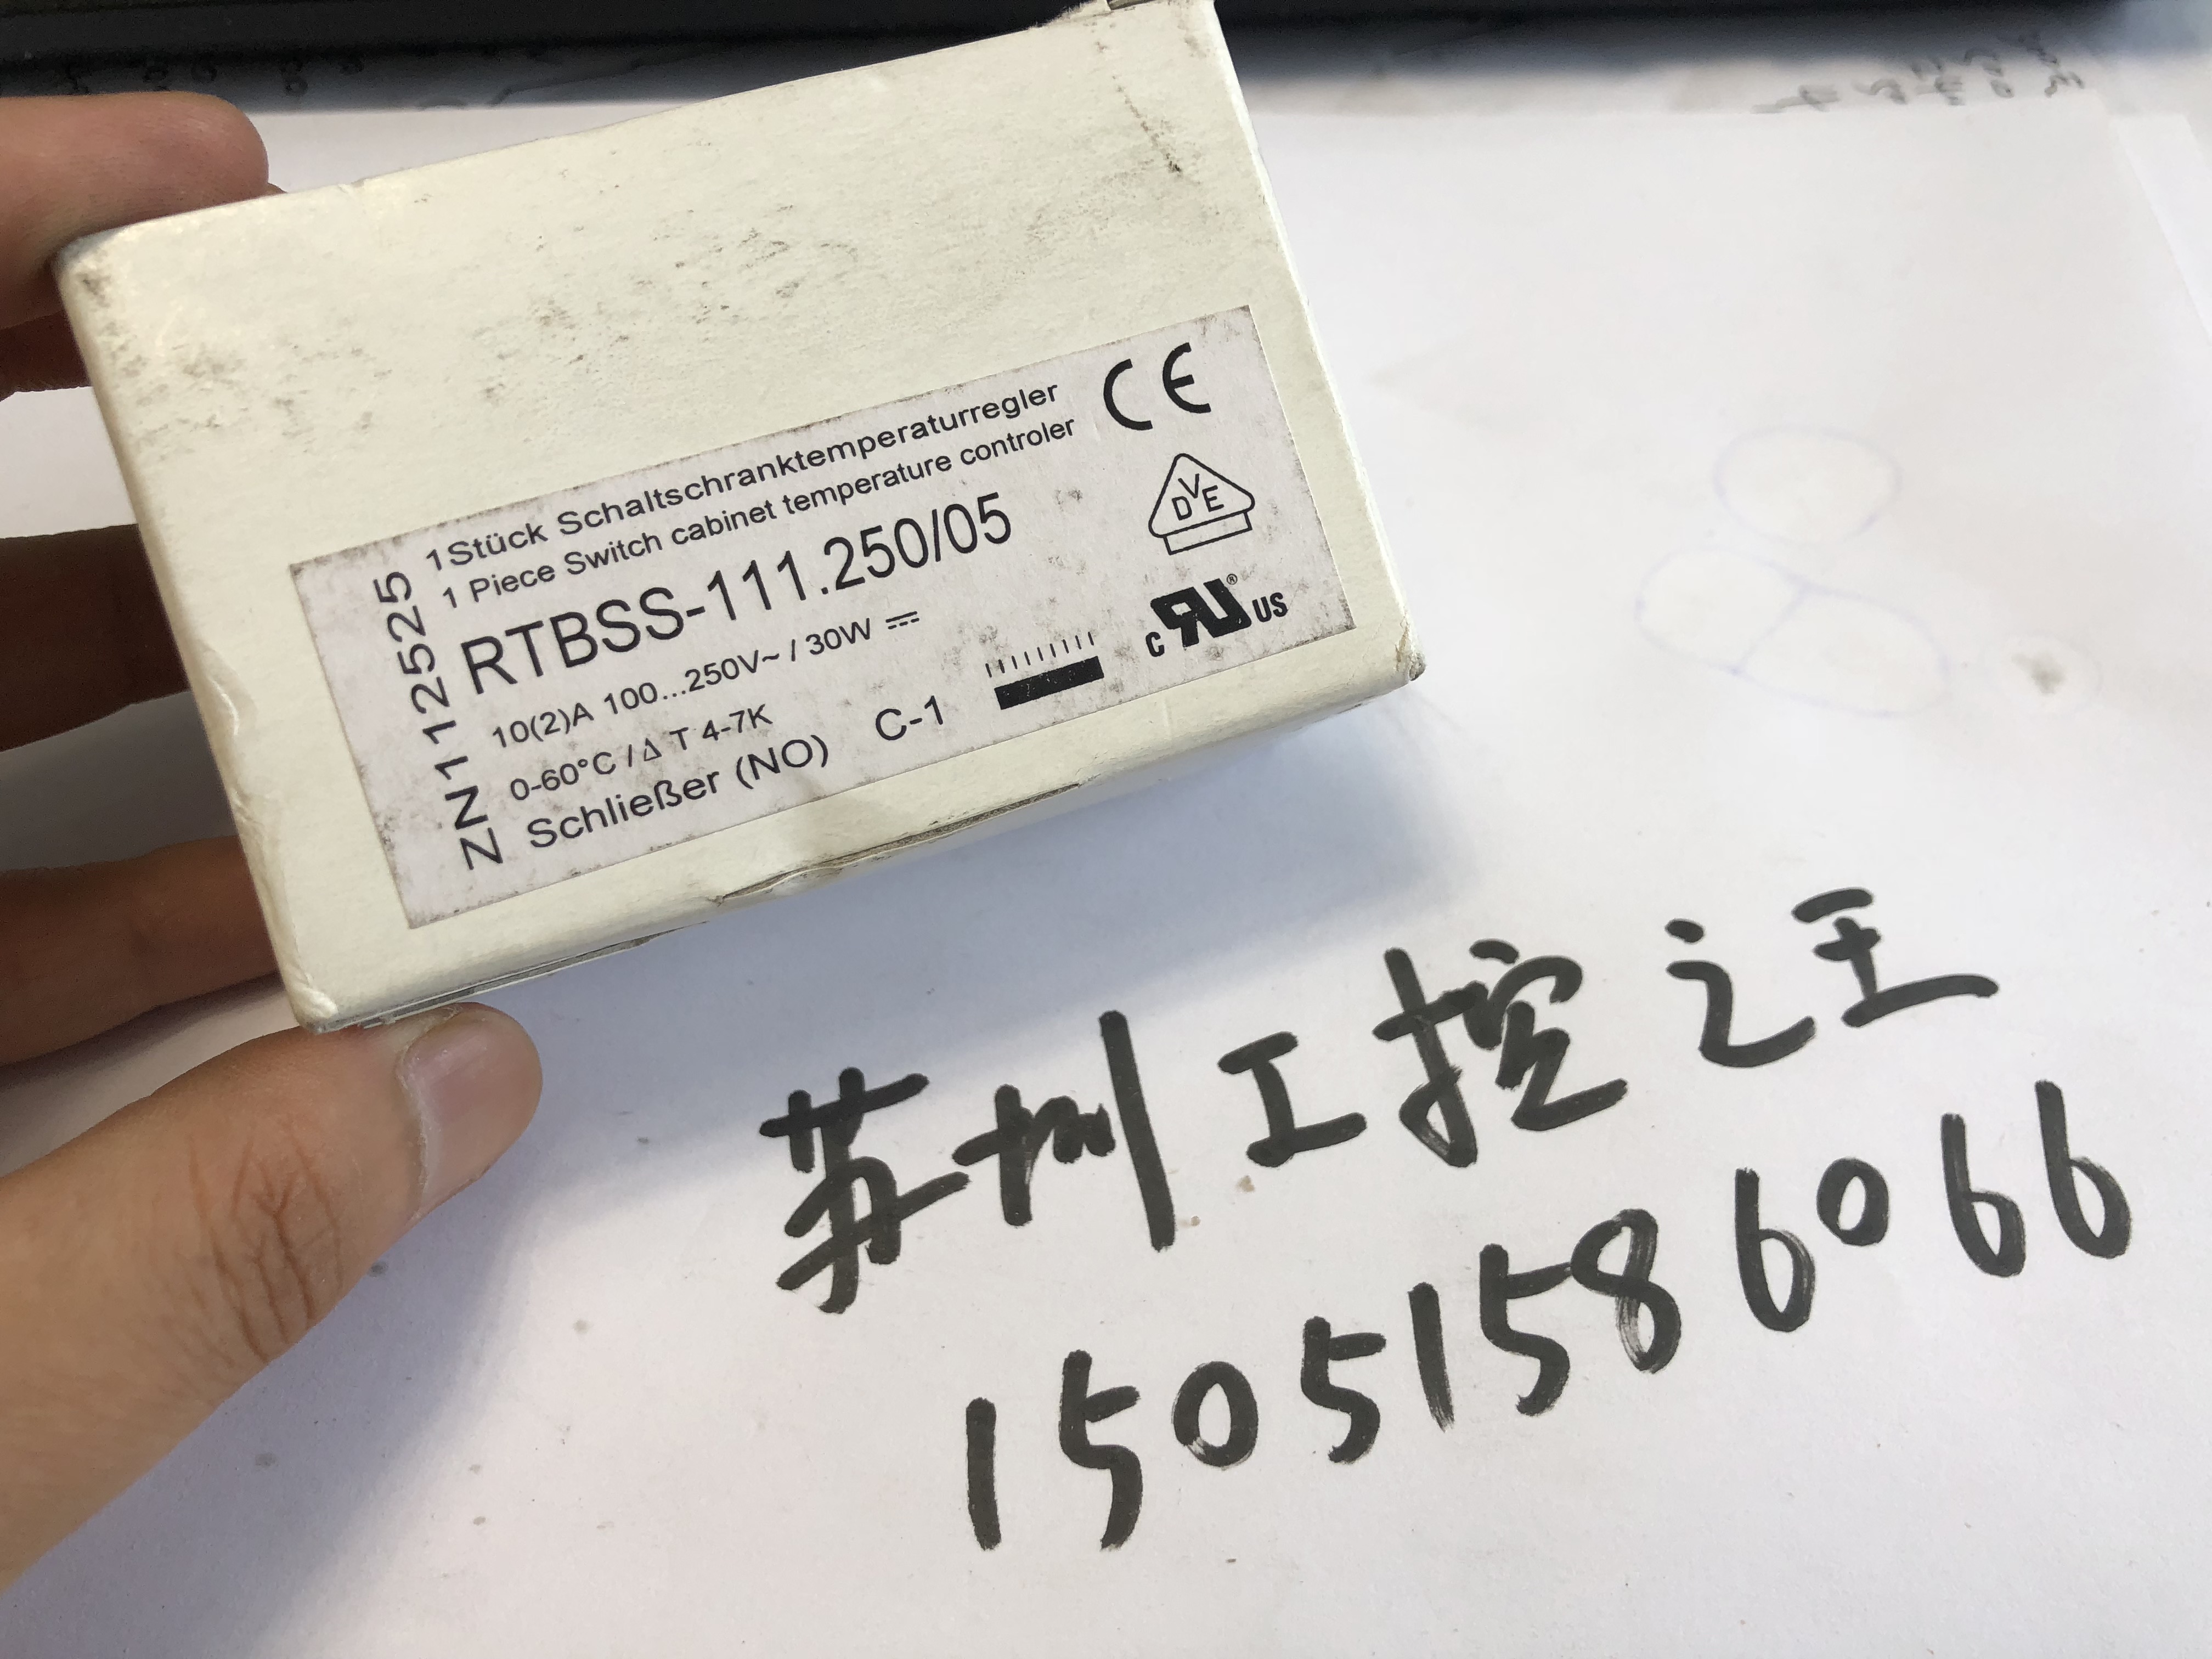 ZN1112525
1Stück Schaltschranktemperaturregler
1 Piece Switch cabinet temperature controler
RTBSS-111.250/05
10(2)A 100...250V~ / 30W ⎓
0-60°C / Δ T 4-7K
Schließer (NO) C-1
CE
DVE
c RU® US
苏州工控之王
15051586066